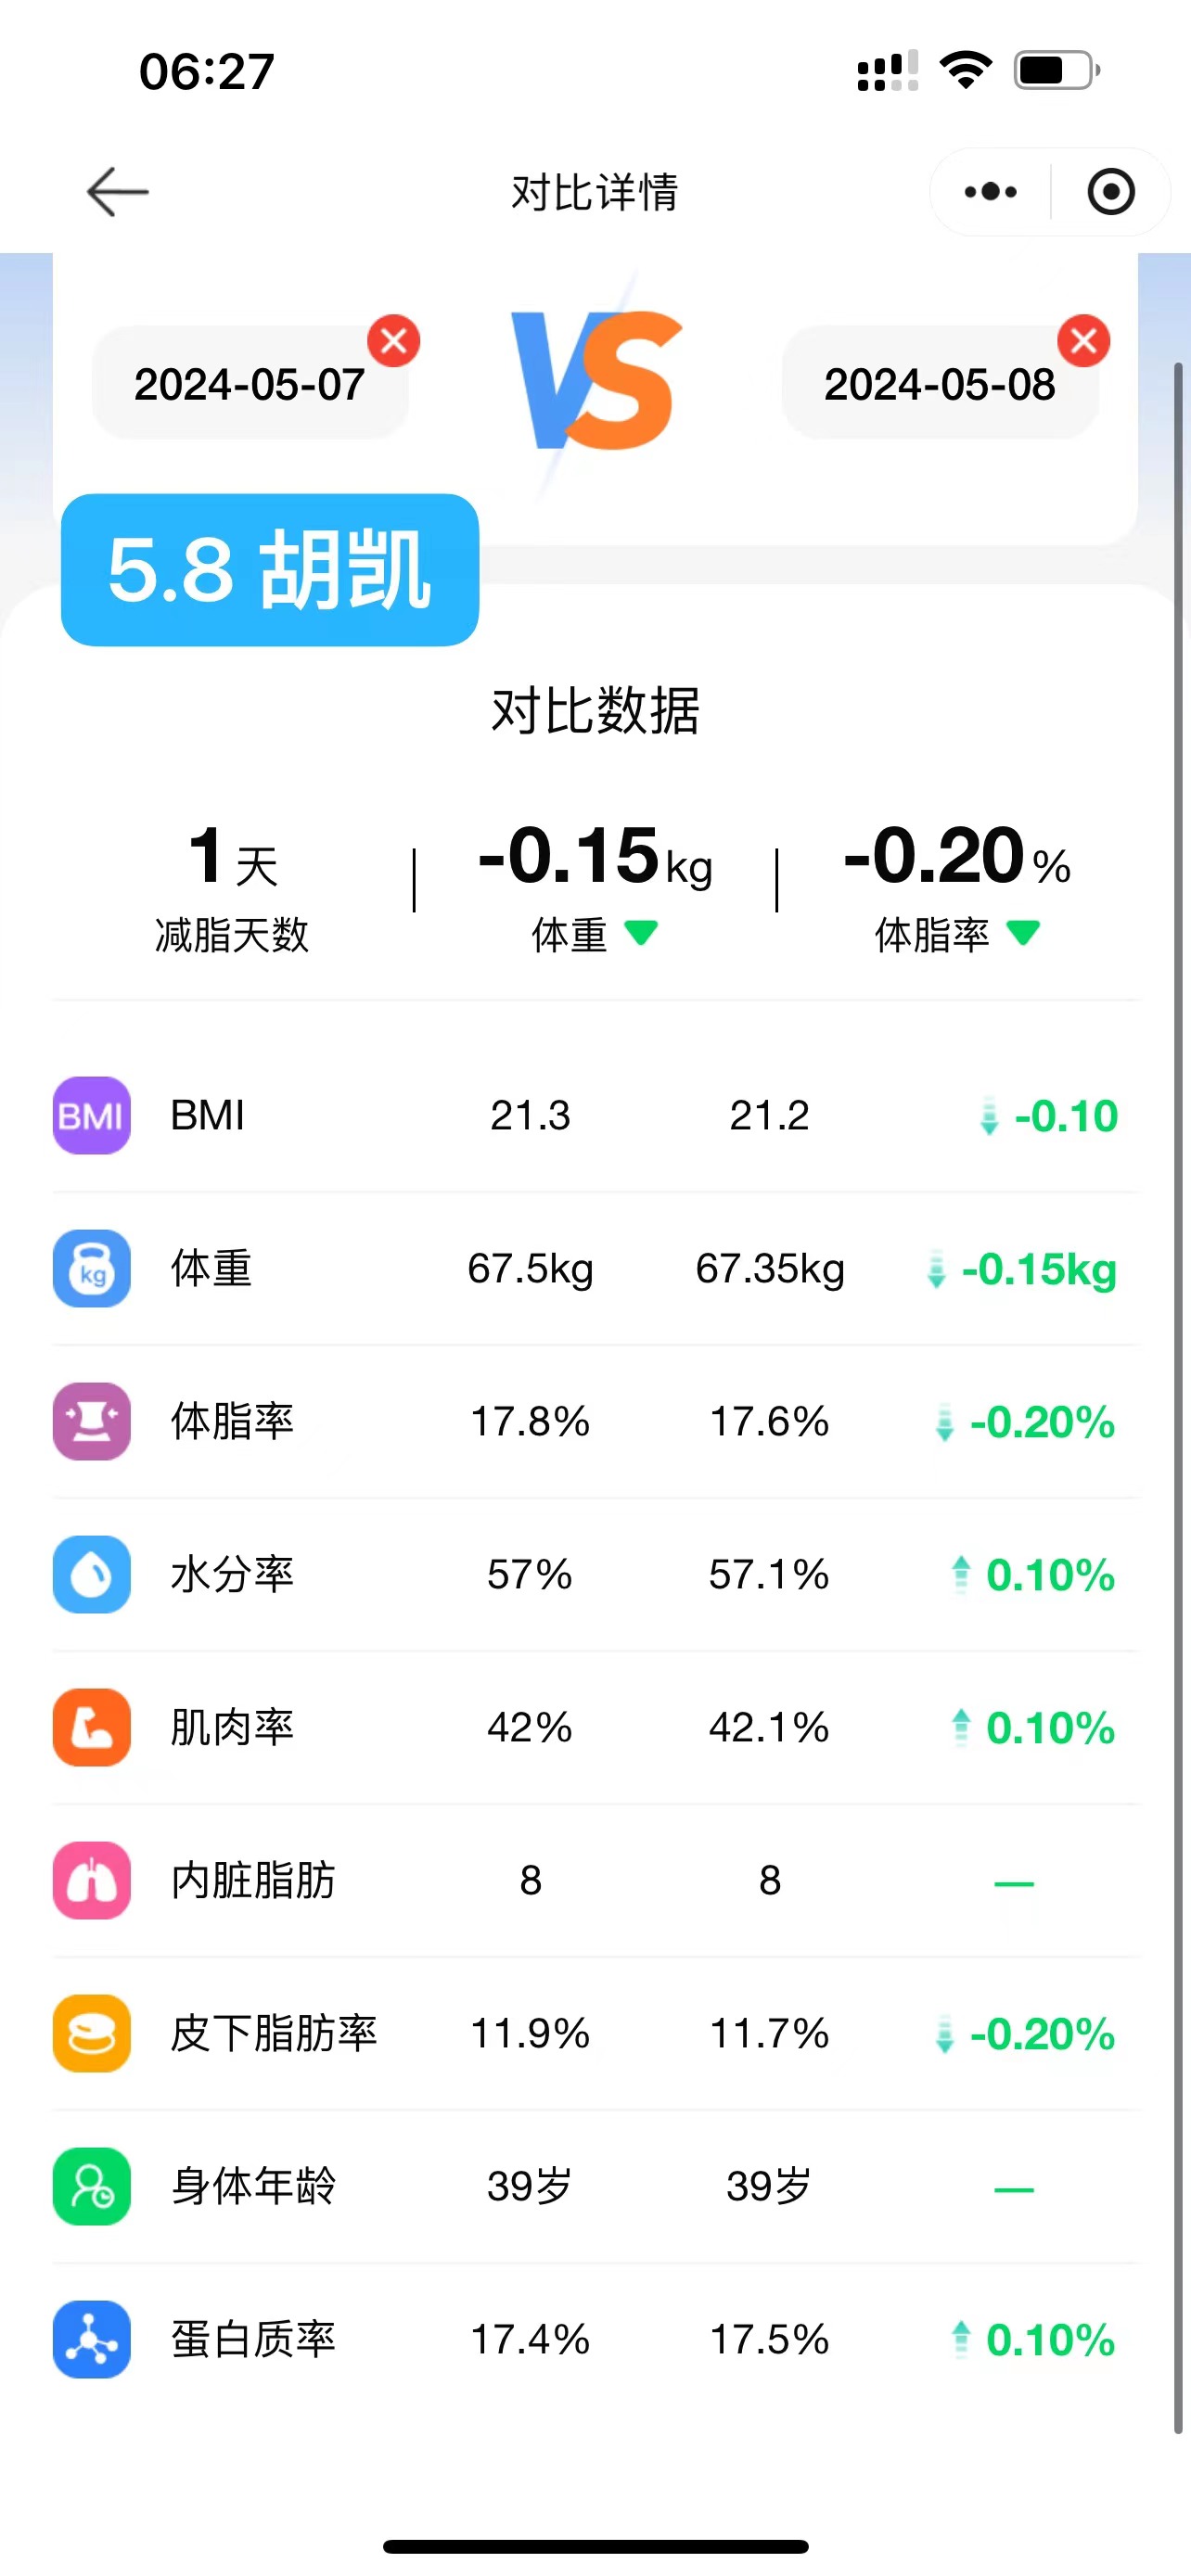 06:27
对比详情
2024-05-07 VS 2024-05-08
5.8 胡凯
对比数据
1天 -0.15kg -0.20%
减脂天数 体重 体脂率
BMI BMI 21.3 21.2 -0.10
kg 体重 67.5kg 67.35kg -0.15kg
体脂率 17.8% 17.6% -0.20%
水分率 57% 57.1% 0.10%
肌肉率 42% 42.1% 0.10%
内脏脂肪 8 8 —
皮下脂肪率 11.9% 11.7% -0.20%
身体年龄 39岁 39岁 —
蛋白质率 17.4% 17.5% 0.10%